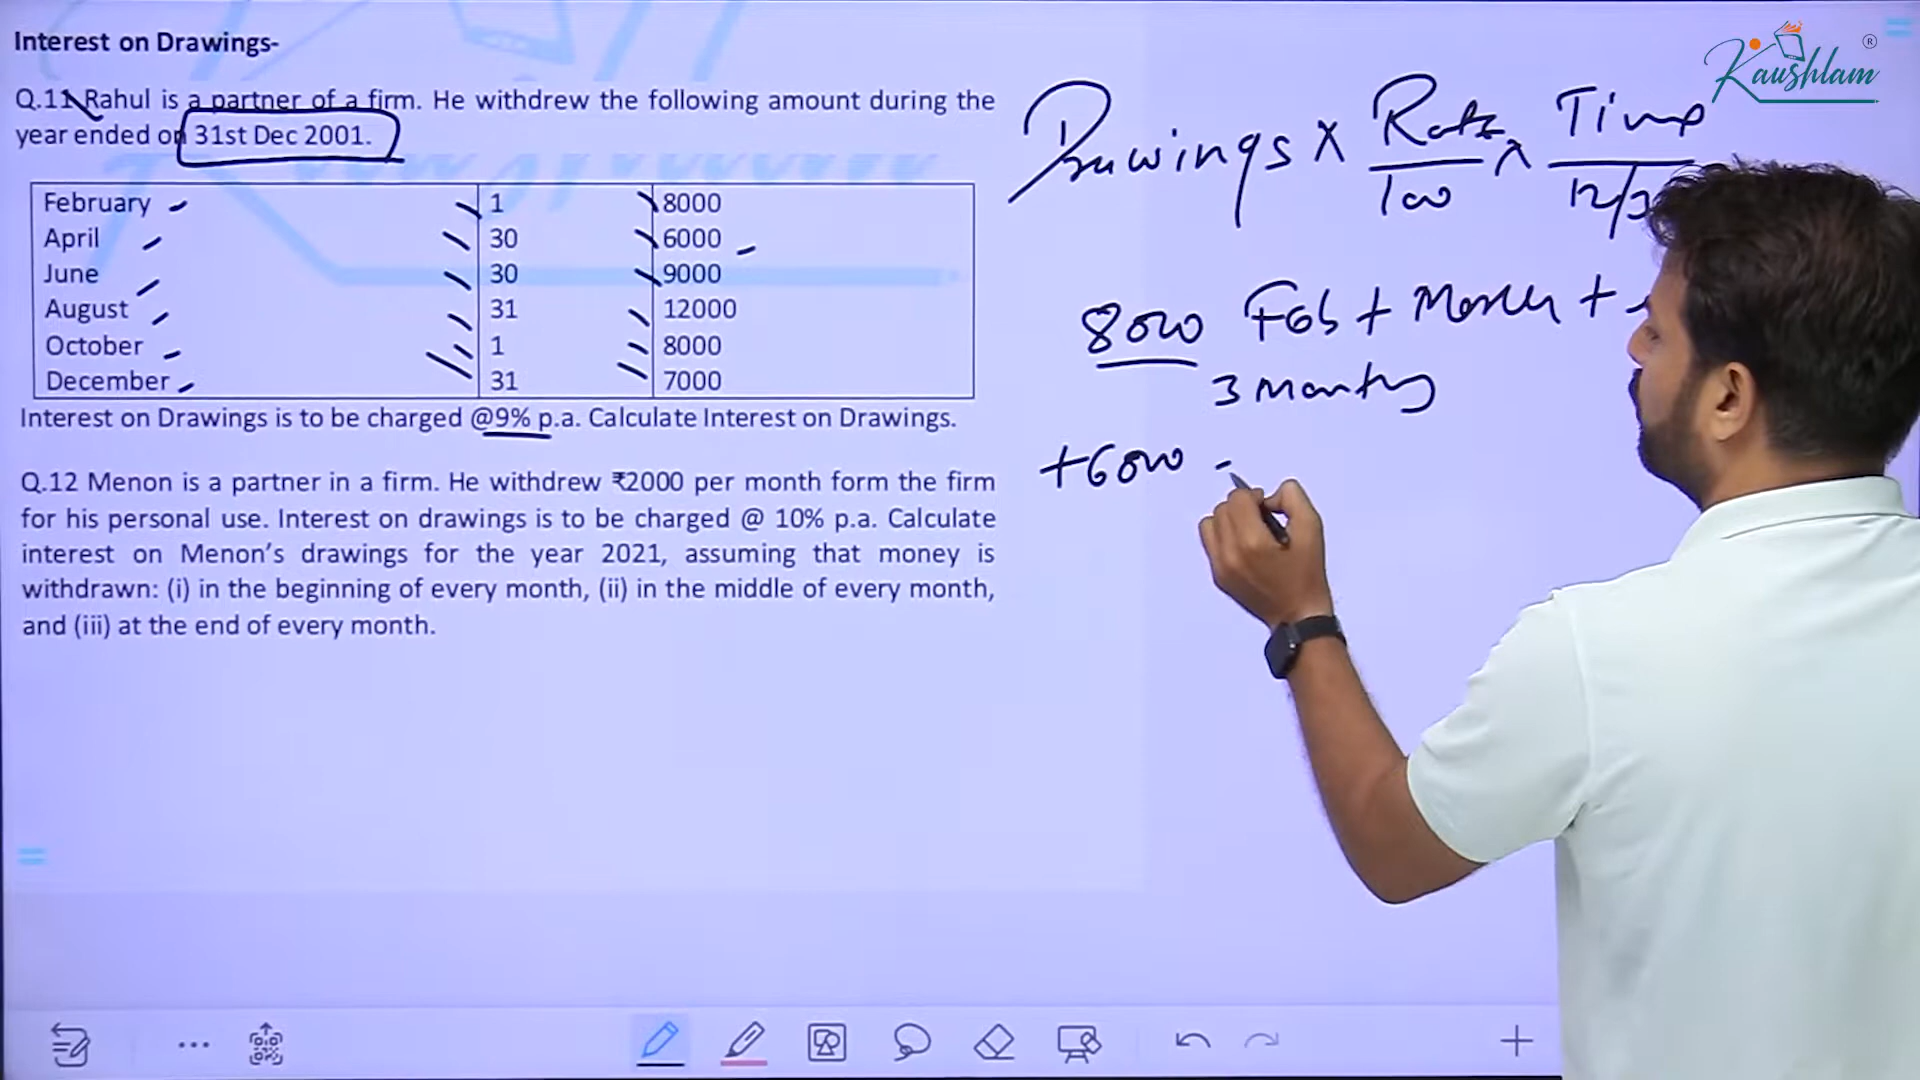 Interest on Drawings-
Q.11 Rahul is a partner of a firm. He withdrew the following amount during the
year ended on 31st Dec 2001.
February 1 8000
April 30 6000
June 30 9000
August 31 12000
October 1 8000
December 31 7000
Interest on Drawings is to be charged @9% p.a. Calculate Interest on Drawings.
Q.12 Menon is a partner in a firm. He withdrew ₹2000 per month form the firm
for his personal use. Interest on drawings is to be charged @ 10% p.a. Calculate
interest on Menon’s drawings for the year 2021, assuming that money is
withdrawn: (i) in the beginning of every month, (ii) in the middle of every month,
and (iii) at the end of every month.
Kaushlam ®
Drawings × Rate × Time
100 12/
8000 Feb + March +
3 Months
+6000 -